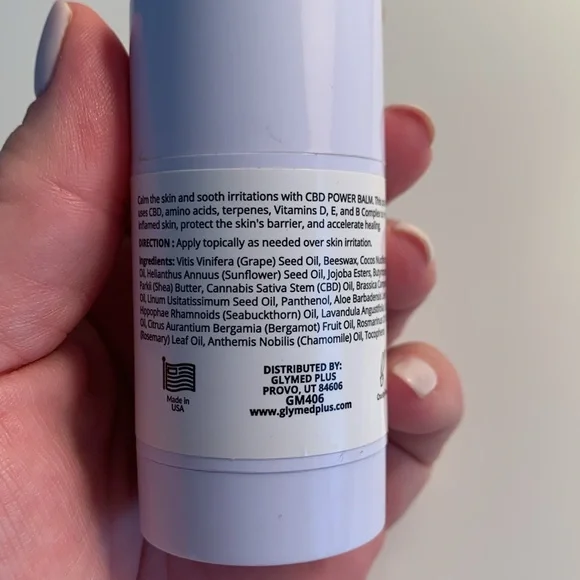 Calm the skin and sooth irritations with CBD POWER BALM. This
uses CBD, amino acids, terpenes, Vitamins D, E, and B Complex
inflamed skin, protect the skin's barrier, and accelerate healing.
DIRECTION : Apply topically as needed over skin irritation.
Ingredients: Vitis Vinifera (Grape) Seed Oil, Beeswax, Cocos
Oil, Helianthus Annuus (Sunflower) Seed Oil, Jojoba Esters,
Parkii (Shea) Butter, Cannabis Sativa Stem (CBD) Oil, Brassica
Oil, Linum Usitatissimum Seed Oil, Panthenol, Aloe Barbadensis
Hippophae Rhamnoids (Seabuckthorn) Oil, Lavandula
Oil, Citrus Aurantium Bergamia (Bergamot) Fruit Oil,
(Rosemary) Leaf Oil, Anthemis Nobilis (Chamomile) Oil,
Made in
USA
DISTRIBUTED BY:
GLYMED PLUS
PROVO, UT 84606
GM406
www.glymedplus.com